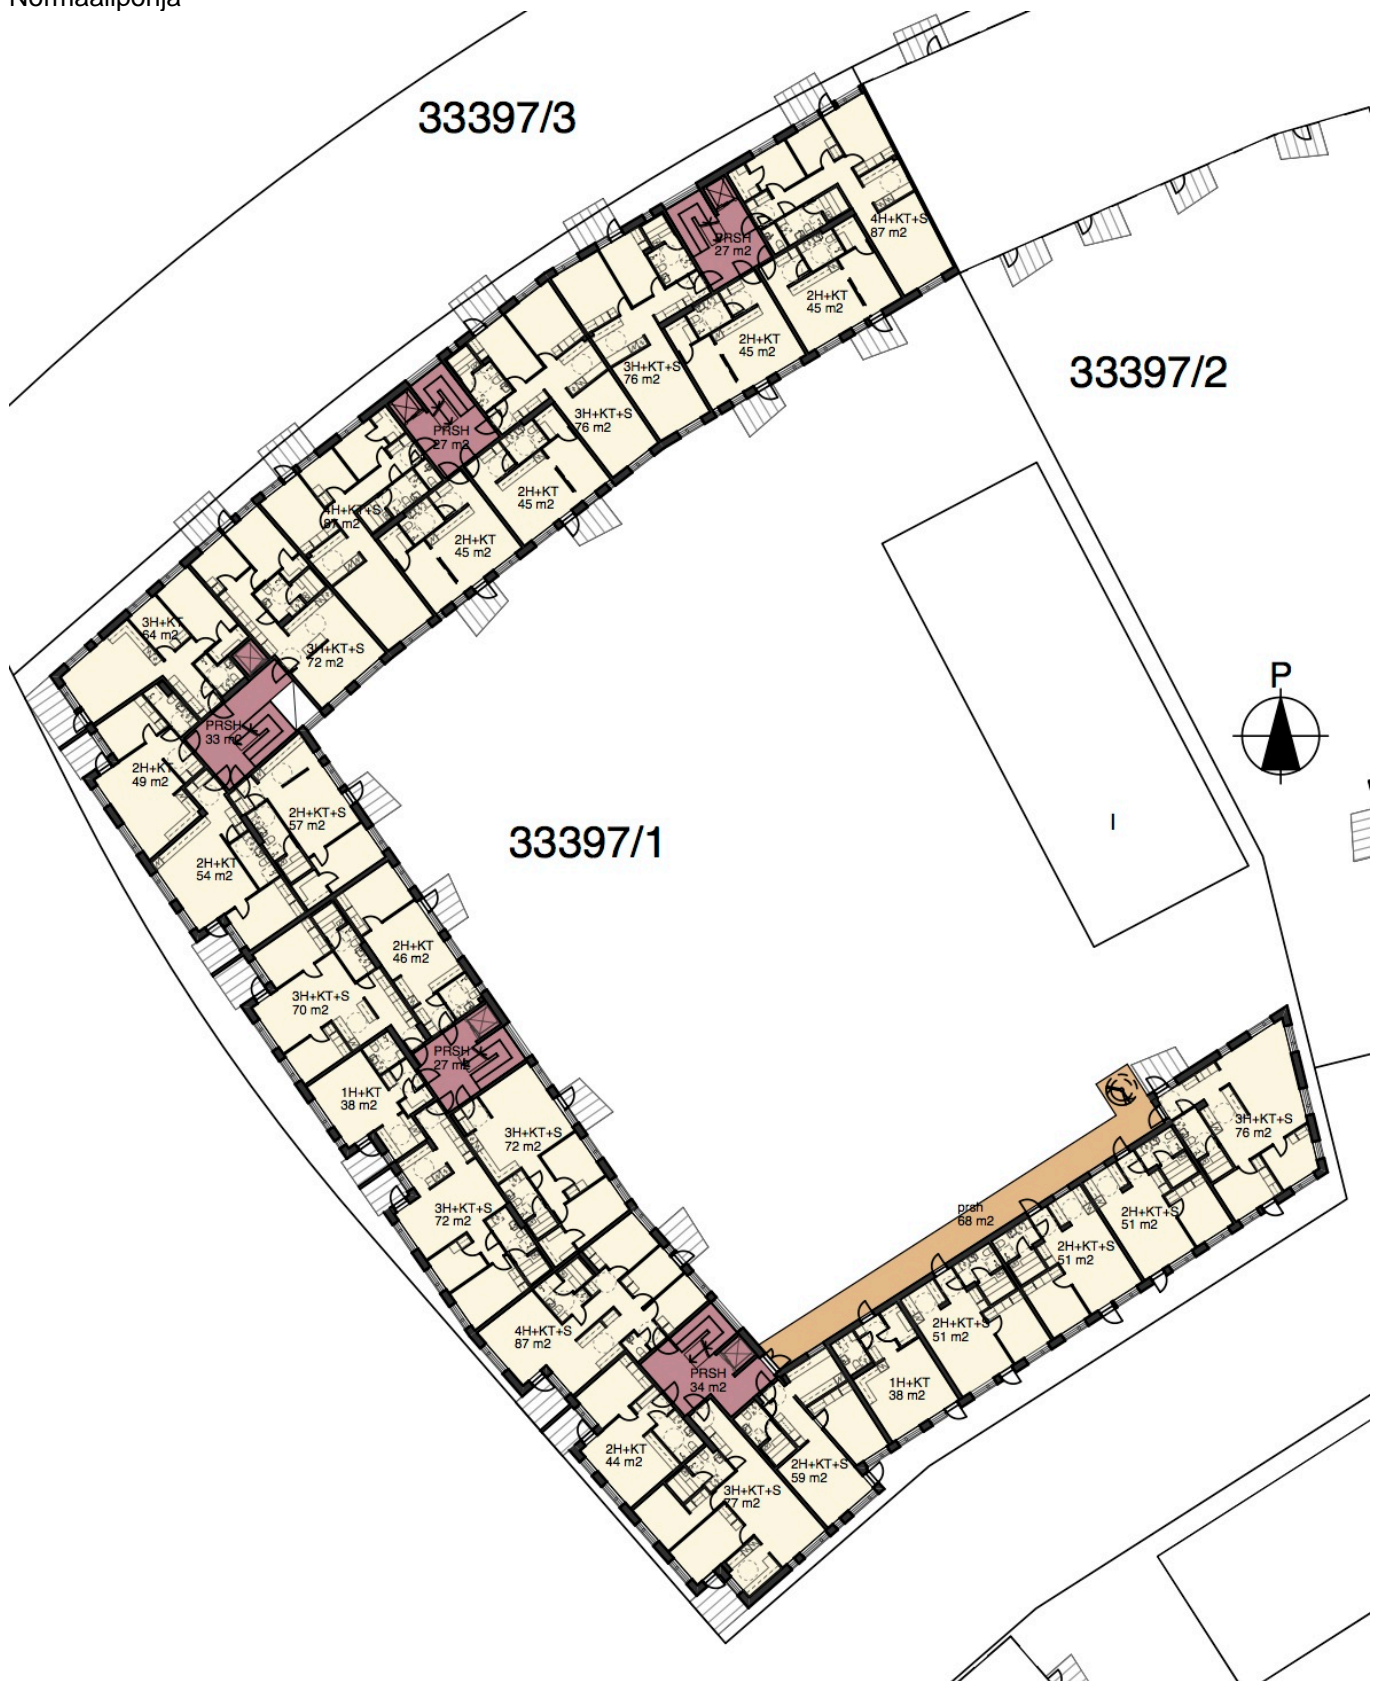 Normaalipohja
33397/3
PRSH
27 m2
4H+KT+S
87 m2
2H+KT
45 m2
2H+KT
45 m2
3H+KT+S
76 m2
33397/2
3H+KT+S
76 m2
PRSH
27 m2
2H+KT
45 m2
4H+KT+S
87 m2
2H+KT
45 m2
3H+KT
64 m2
3H+KT+S
72 m2
P
PRSH
33 m2
2H+KT
49 m2
2H+KT+S
57 m2
33397/1
I
2H+KT
54 m2
2H+KT
46 m2
3H+KT+S
70 m2
PRSH
27 m2
1H+KT
38 m2
3H+KT+S
72 m2
3H+KT+S
76 m2
3H+KT+S
72 m2
prsh
68 m2
2H+KT+S
51 m2
2H+KT+S
51 m2
2H+KT+S
51 m2
4H+KT+S
87 m2
PRSH
34 m2
1H+KT
38 m2
2H+KT
44 m2
2H+KT+S
59 m2
3H+KT+S
77 m2